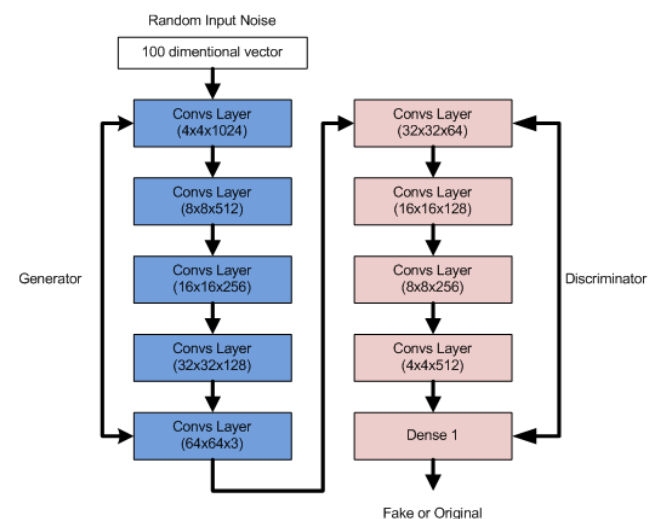 Random Input Noise
100 dimentional vector
Convs Layer
(4x4x1024)
Convs Layer
(8x8x512)
Convs Layer
(16x16x256)
Convs Layer
(32x32x128)
Convs Layer
(64x64x3)
Generator
Convs Layer
(32x32x64)
Convs Layer
(16x16x128)
Convs Layer
(8x8x256)
Convs Layer
(4x4x512)
Dense 1
Discriminator
Fake or Original